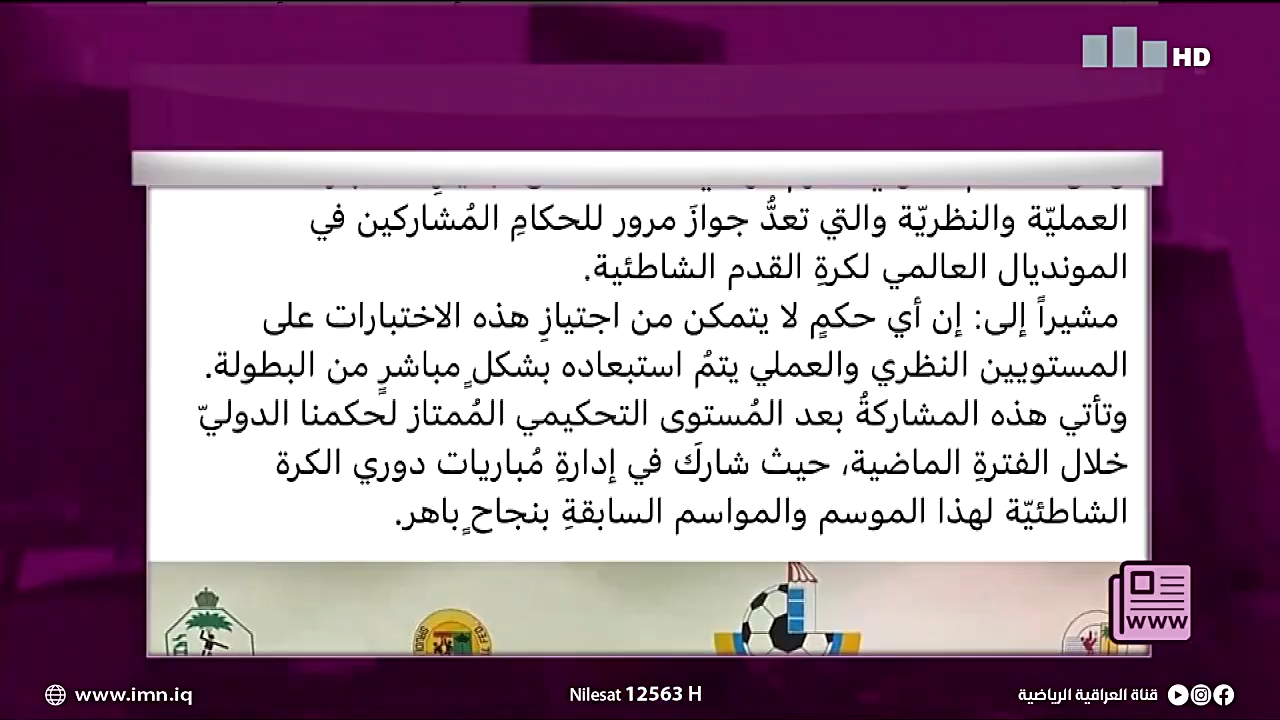 HD
العمليّة والنظريّة والتي تعدُّ جوازَ مرور للحكامِ المُشاركين في
المونديال العالمي لكرةِ القدم الشاطئية.
مشيراً إلى: إن أي حكمٍ لا يتمكن من اجتيازِ هذه الاختبارات على
المستويين النظري والعملي يتمُ استبعاده بشكلٍ مباشرٍ من البطولة.
وتأتي هذه المشاركةُ بعد المُستوى التحكيمي المُمتاز لحكمنا الدوليّ
خلال الفترةِ الماضية، حيث شاركَ في إدارةِ مُباريات دوري الكرة
الشاطئيّة لهذا الموسم والمواسم السابقةِ بنجاحٍ باهر.
www
www.imn.iq
Nilesat 12563 H
قناة العراقية الرياضية